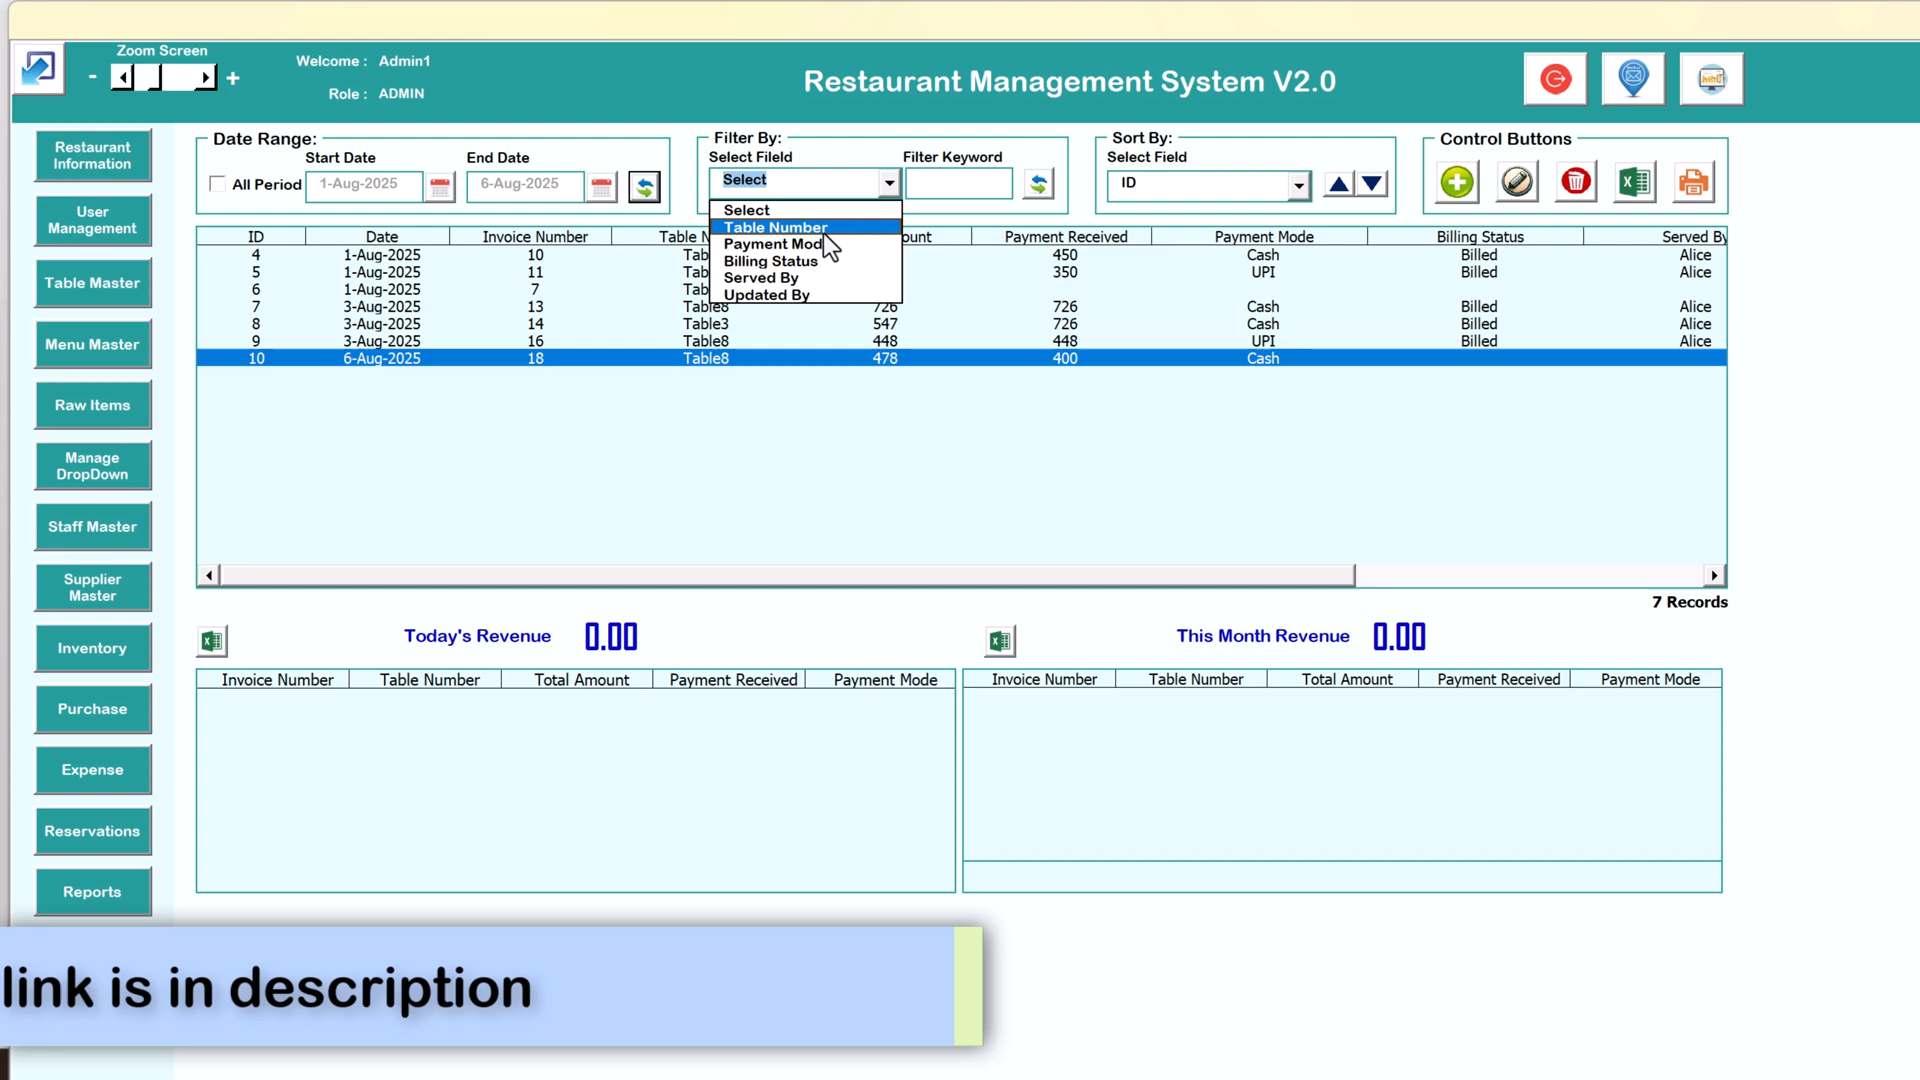 Zoom Screen
-
+
Welcome : Admin1
Role : ADMIN
Restaurant Management System V2.0
Restaurant Information
User Management
Table Master
Menu Master
Raw Items
Manage DropDown
Staff Master
Supplier Master
Inventory
Purchase
Expense
Reservations
Reports
Date Range:
Start Date End Date
All Period 1-Aug-2025 6-Aug-2025
Filter By:
Select Fileld Filter Keyword
Select
Select
Table Number
Payment Mod
Billing Status
Served By
Updated By
Sort By:
Select Field
ID
Control Buttons
ID Date Invoice Number Table N ount Payment Received Payment Mode Billing Status Served By
4 1-Aug-2025 10 Tab 450 Cash Billed Alice
5 1-Aug-2025 11 Tab 350 UPI Billed Alice
6 1-Aug-2025 7 Tab
7 3-Aug-2025 13 Table8 726 726 Cash Billed Alice
8 3-Aug-2025 14 Table3 547 726 Cash Billed Alice
9 3-Aug-2025 16 Table8 448 448 UPI Billed Alice
10 6-Aug-2025 18 Table8 478 400 Cash
7 Records
Today's Revenue 0.00
Invoice Number Table Number Total Amount Payment Received Payment Mode
This Month Revenue 0.00
Invoice Number Table Number Total Amount Payment Received Payment Mode
link is in description